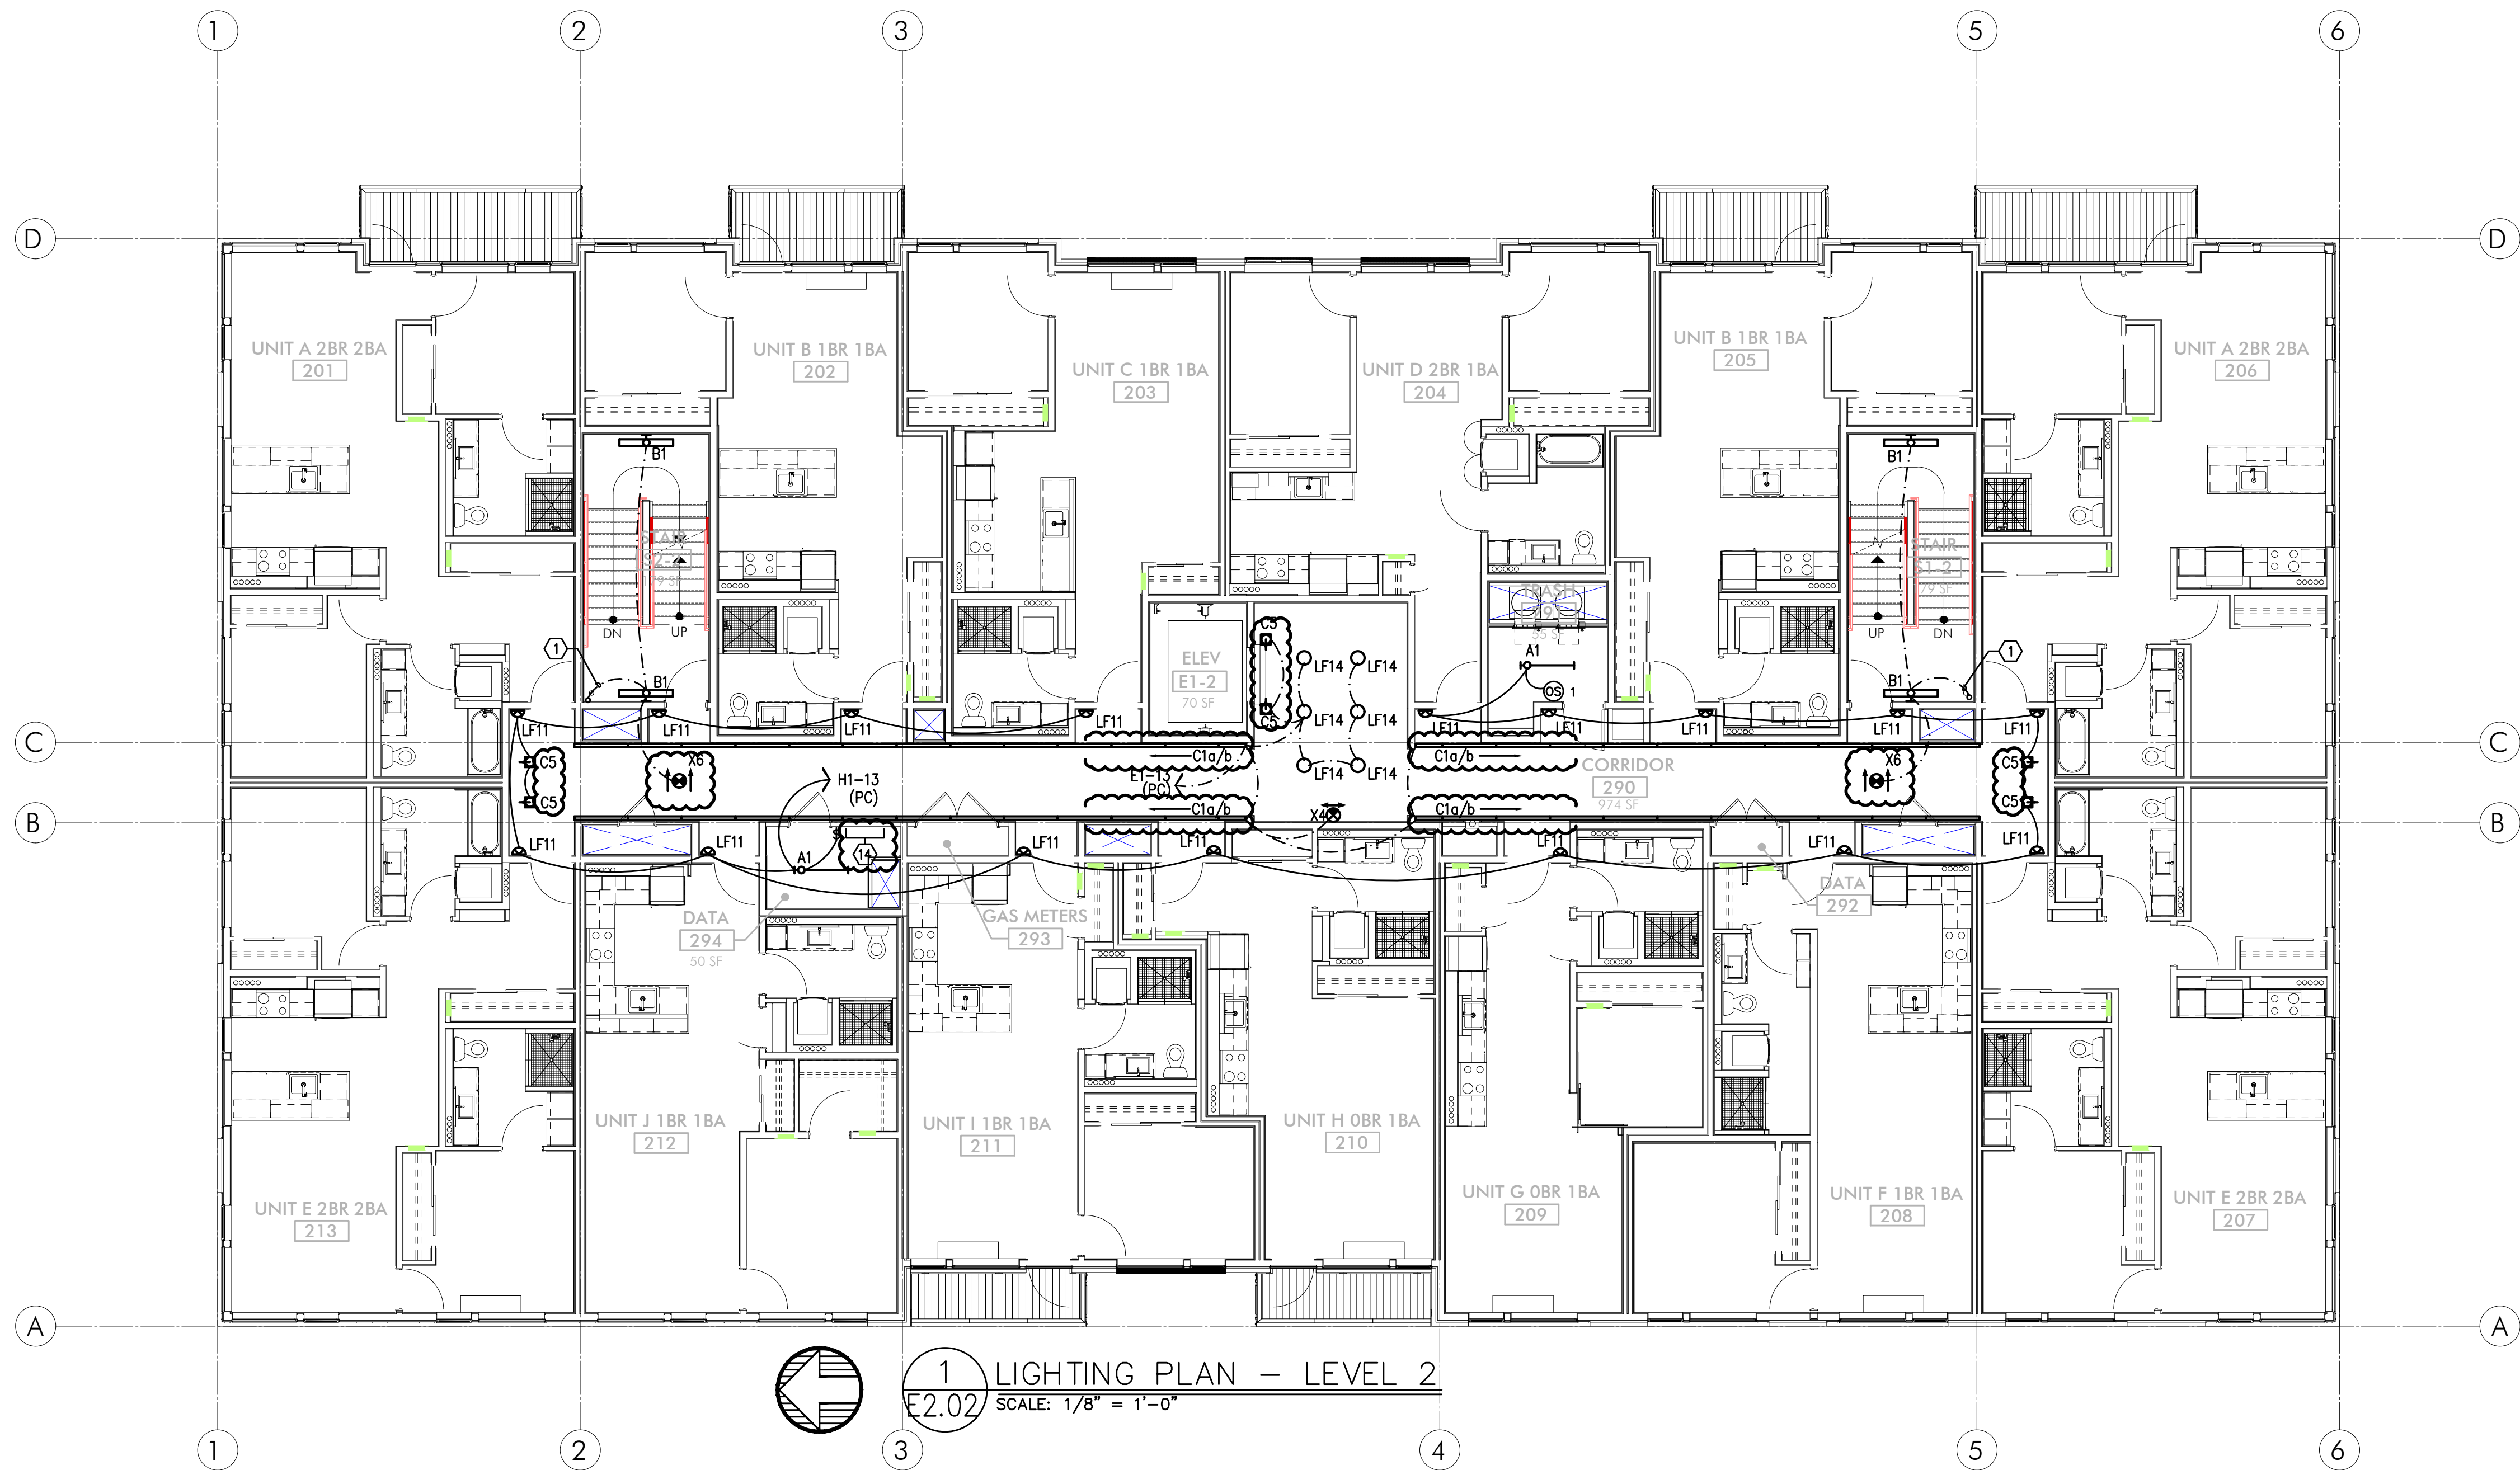 1
2
3
5
6
D
D
UNIT A 2BR 2BA
201
UNIT B 1BR 1BA
202
UNIT C 1BR 1BA
203
UNIT D 2BR 1BA
204
UNIT B 1BR 1BA
205
UNIT A 2BR 2BA
206
B1
B1
STAIR
DN
UP
STAIR
S1-2
79 SF
UP
DN
1
1
B1
B1
ELEV
E1-2
70 SF
C5
C5
LF14
LF14
LF14
LF14
LF14
LF14
TRASH
A1
OS
1
LF11
LF11
LF11
LF11
LF11
LF11
LF11
LF11
LF11
C
C
C5
C5
X6
H1-13
(PC)
E1-13
(PC)
C1a/b
C1a/b
C1a/b
C1a/b
X4
CORRIDOR
290
974 SF
X6
C5
C5
B
B
LF11
LF11
S
14
A1
LF11
LF11
LF11
LF11
LF11
DATA
294
50 SF
GAS METERS
293
DATA
292
UNIT J 1BR 1BA
212
UNIT I 1BR 1BA
211
UNIT H 0BR 1BA
210
UNIT G 0BR 1BA
209
UNIT F 1BR 1BA
208
UNIT E 2BR 2BA
213
UNIT E 2BR 2BA
207
A
A
1
E2.02
LIGHTING PLAN – LEVEL 2
SCALE: 1/8" = 1'-0"
1
2
3
4
5
6